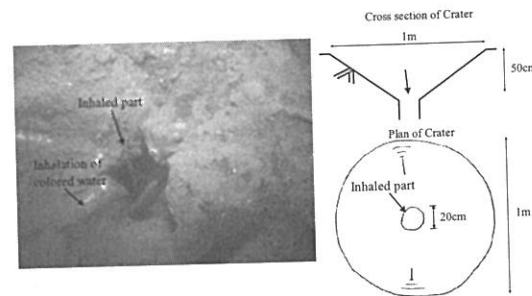 Inhaled part
Inhalation of
colored water
Cross section of Crater
1m
50cm
Plan of Crater
Inhaled part
20cm
1m